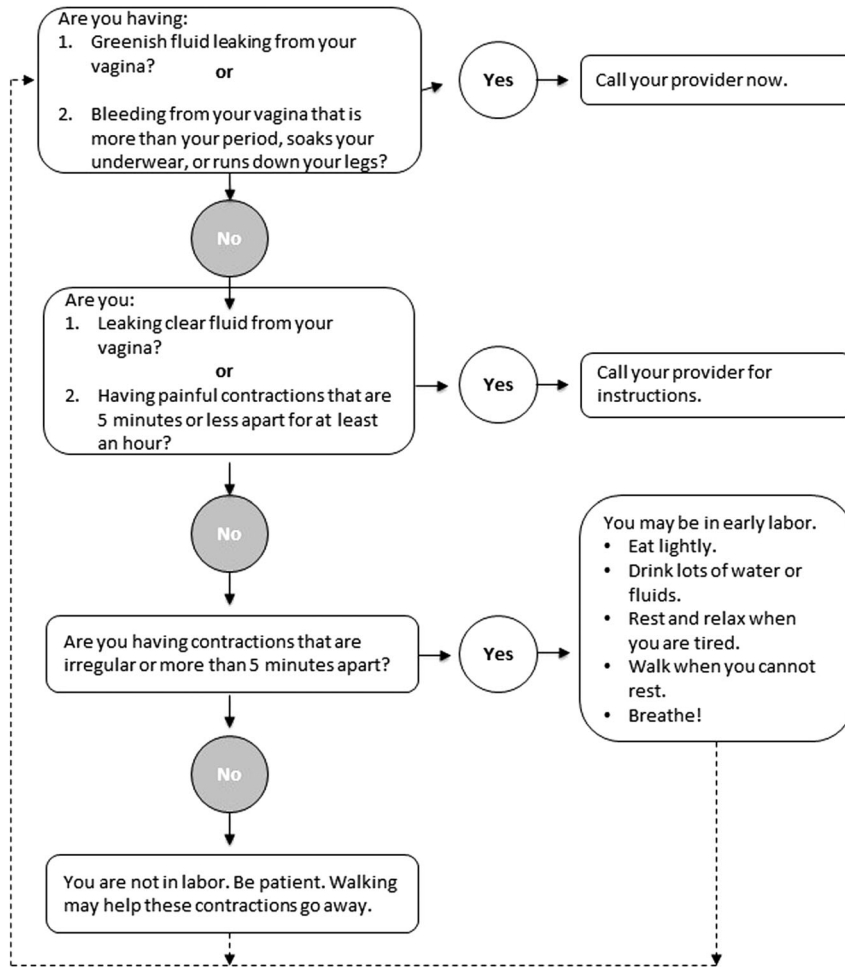 Are you having:
1. Greenish fluid leaking from your
vagina?
or
2. Bleeding from your vagina that is
more than your period, soaks your
underwear, or runs down your legs?
Yes
Call your provider now.
No
Are you:
1. Leaking clear fluid from your
vagina?
or
2. Having painful contractions that are
5 minutes or less apart for at least
an hour?
Yes
Call your provider for
instructions.
No
Are you having contractions that are
irregular or more than 5 minutes apart?
Yes
You may be in early labor.
• Eat lightly.
• Drink lots of water or
fluids.
• Rest and relax when
you are tired.
• Walk when you cannot
rest.
• Breathe!
No
You are not in labor. Be patient. Walking
may help these contractions go away.